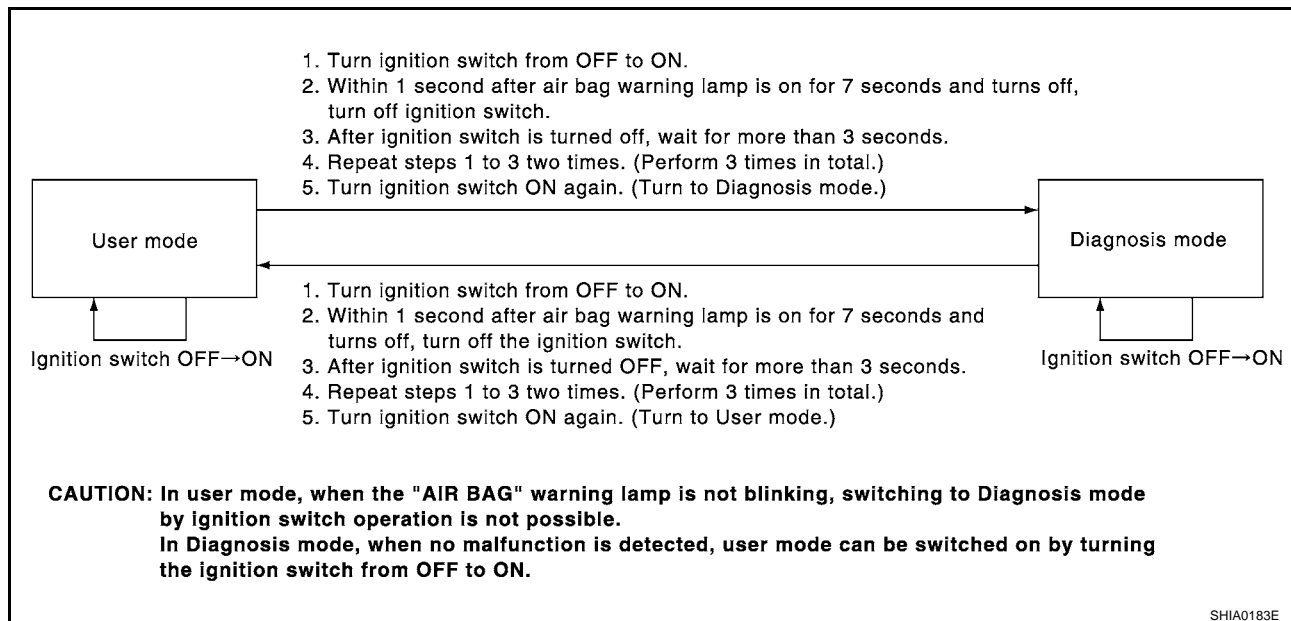 1. Turn ignition switch from OFF to ON.
2. Within 1 second after air bag warning lamp is on for 7 seconds and turns off,
turn off ignition switch.
3. After ignition switch is turned off, wait for more than 3 seconds.
4. Repeat steps 1 to 3 two times. (Perform 3 times in total.)
5. Turn ignition switch ON again. (Turn to Diagnosis mode.)
User mode
Diagnosis mode
1. Turn ignition switch from OFF to ON.
2. Within 1 second after air bag warning lamp is on for 7 seconds and
turns off, turn off the ignition switch.
3. After ignition switch is turned OFF, wait for more than 3 seconds.
4. Repeat steps 1 to 3 two times. (Perform 3 times in total.)
5. Turn ignition switch ON again. (Turn to User mode.)
Ignition switch OFF→ON
Ignition switch OFF→ON
CAUTION: In user mode, when the "AIR BAG" warning lamp is not blinking, switching to Diagnosis mode
by ignition switch operation is not possible.
In Diagnosis mode, when no malfunction is detected, user mode can be switched on by turning
the ignition switch from OFF to ON.
SHIA0183E